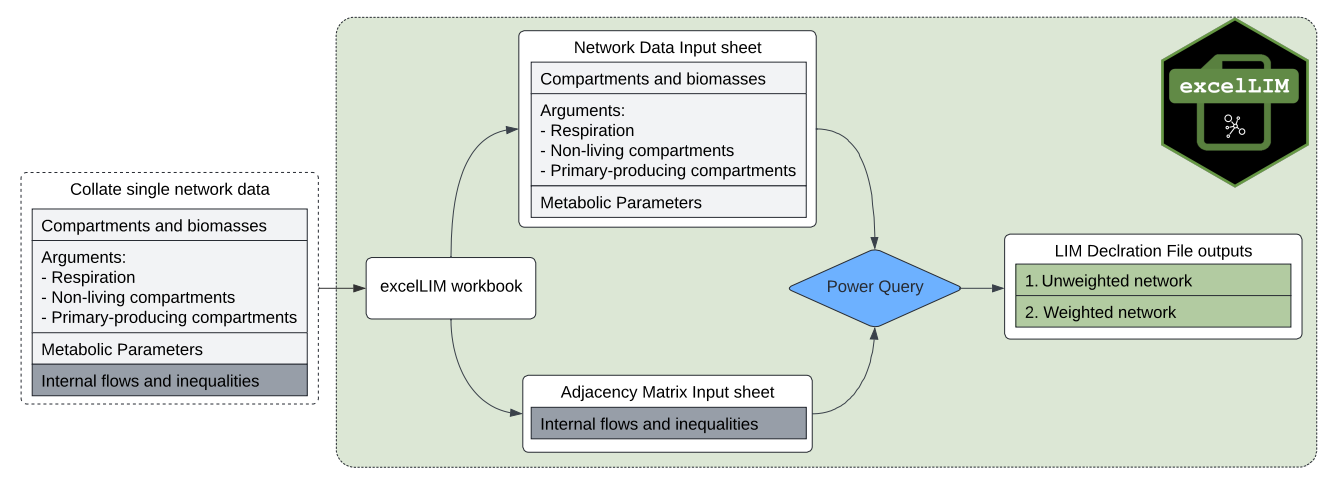 Collate single network data
Compartments and biomasses
Arguments:
- Respiration
- Non-living compartments
- Primary-producing compartments
Metabolic Parameters
Internal flows and inequalities
excelLIM workbook
Network Data Input sheet
Compartments and biomasses
Arguments:
- Respiration
- Non-living compartments
- Primary-producing compartments
Metabolic Parameters
Adjacency Matrix Input sheet
Internal flows and inequalities
Power Query
LIM Declration File outputs
1. Unweighted network
2. Weighted network
excelLIM